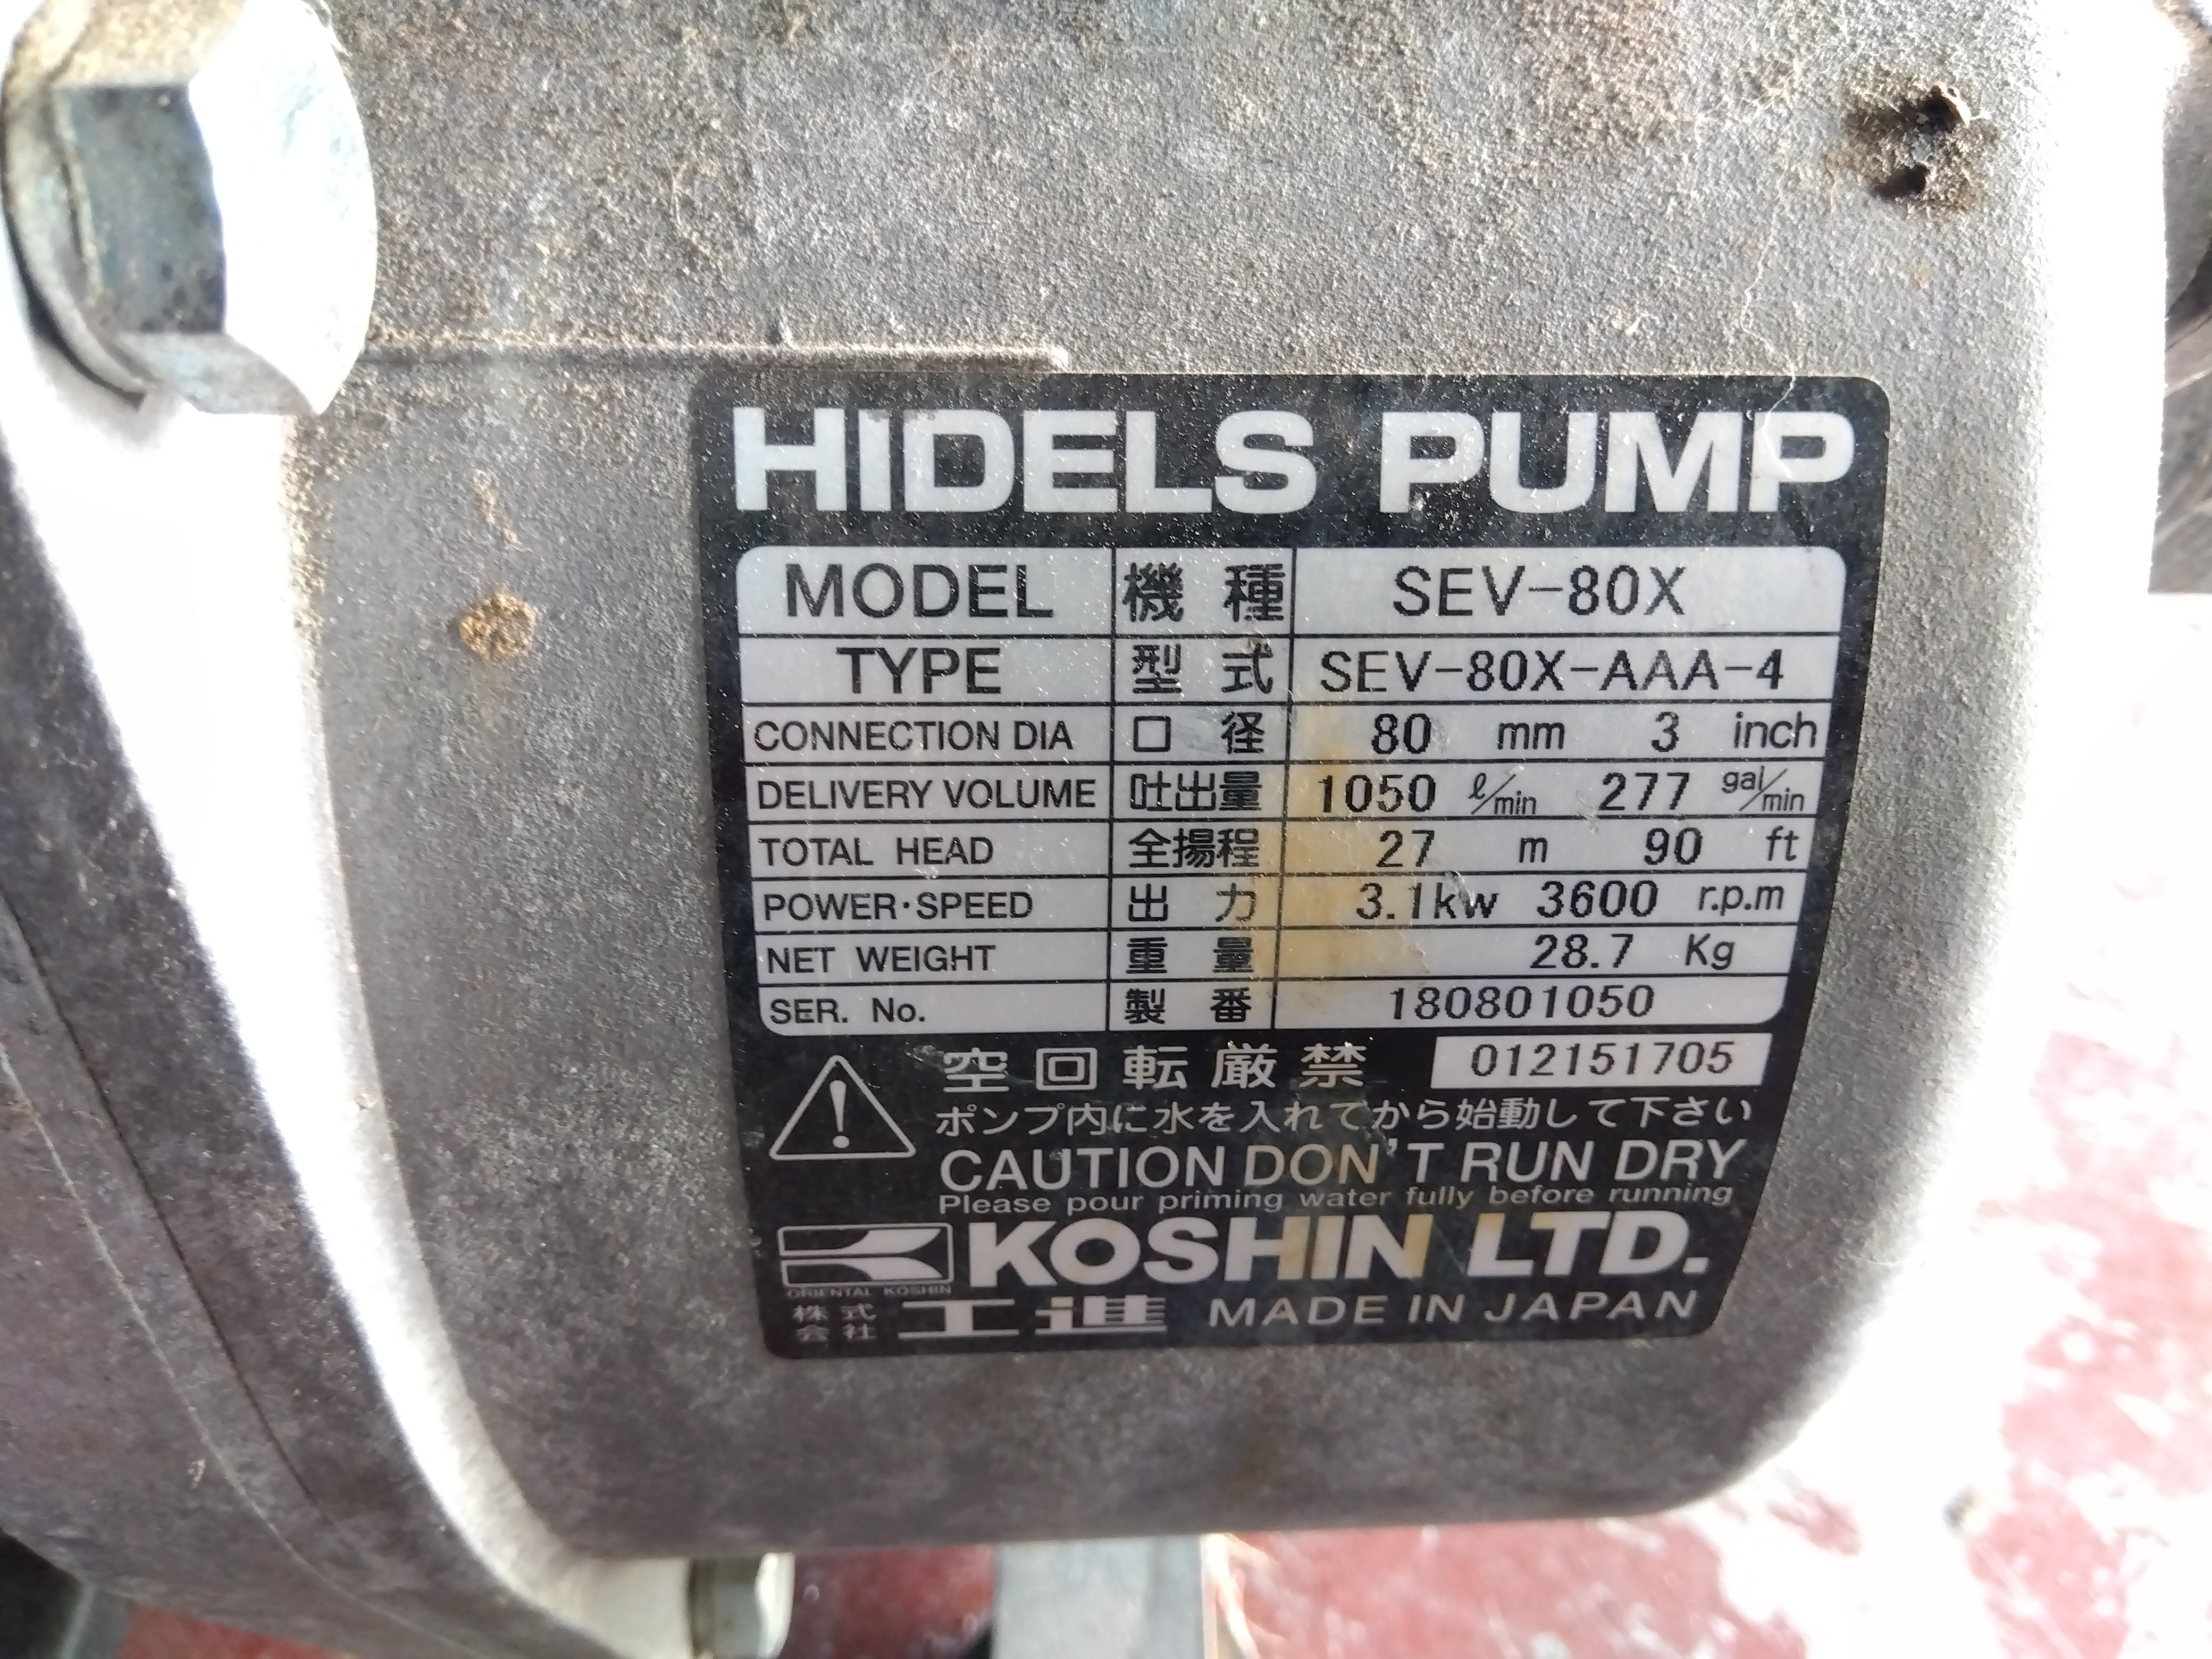 HIDELS PUMP
MODEL 機種 SEV-80X
TYPE 型式 SEV-80X-AAA-4
CONNECTION DIA 口径 80 mm 3 inch
DELIVERY VOLUME 吐出量 1050 ℓ/min 277 gal/min
TOTAL HEAD 全揚程 27 m 90 ft
POWER・SPEED 出力 3.1kw 3600 r.p.m
NET WEIGHT 重量 28.7 Kg
SER. No. 製番 180801050
空回転厳禁 012151705
ポンプ内に水を入れてから始動して下さい
CAUTION DON'T RUN DRY
Please pour priming water fully before running
KOSHIN LTD.
ORIENTAL KOSHIN
株式会社 工進 MADE IN JAPAN